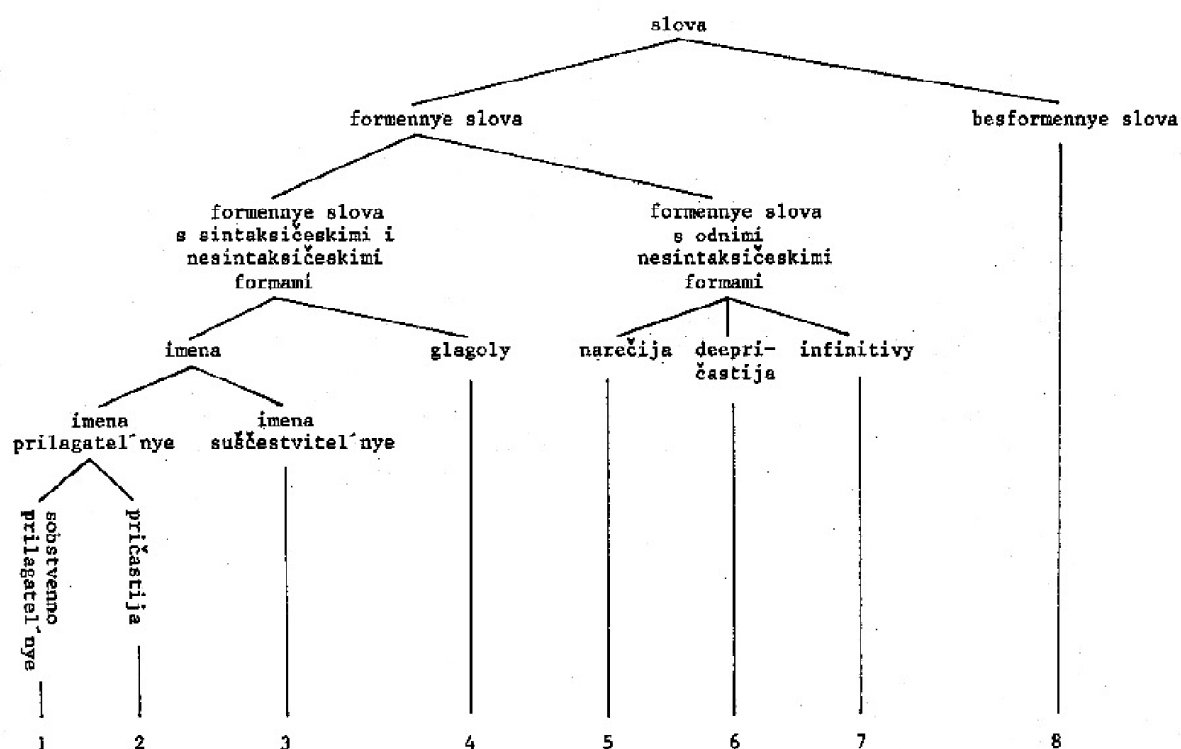 slova
formennye slova
besformennye slova
formennye slova
s sintaksičeskimi i
nesintaksičeskimi
formami
formennye slova
s odnimi
nesintaksičeskimi
formami
imena
glagoly
narečija
deepri-
častija
infinitivy
imena
prilagatel´nye
imena
suščestvitel´nye
sobstvenno
prilagatel´nye
pričastija
1 2 3 4 5 6 7 8